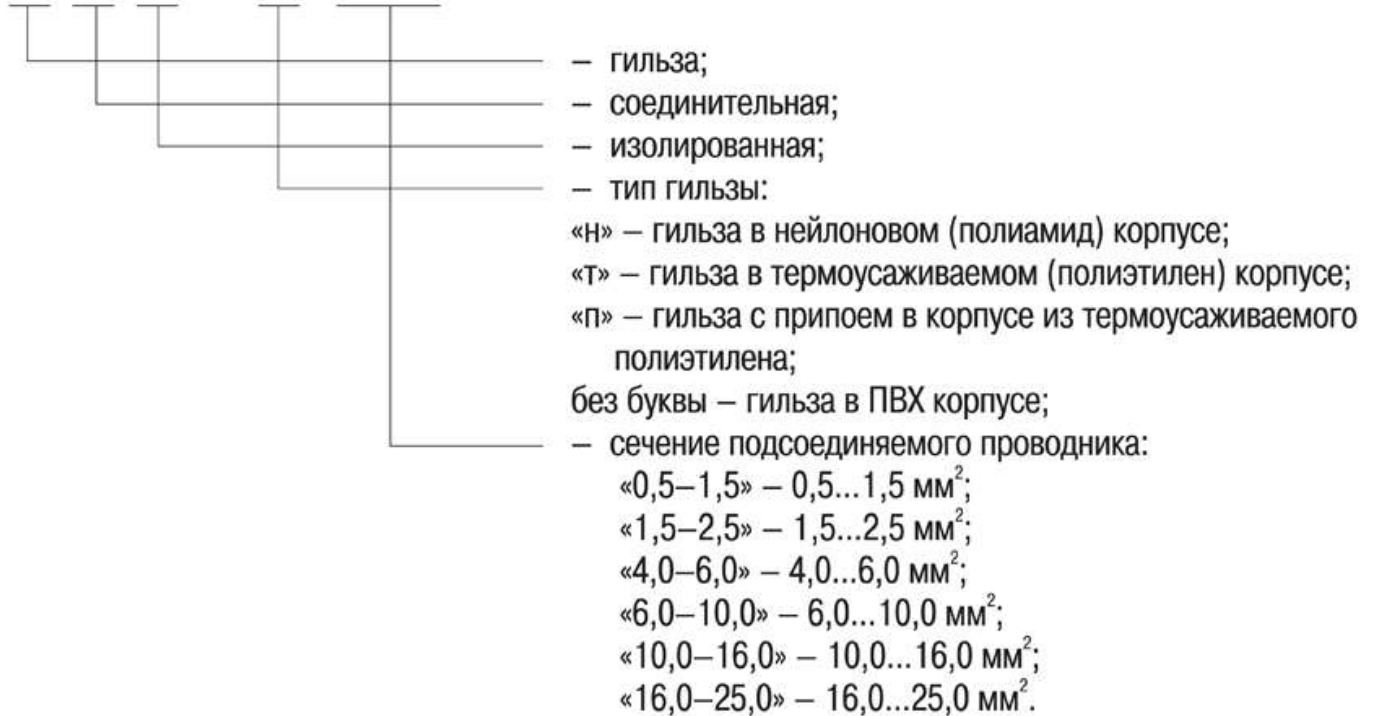 – гильза;
– соединительная;
– изолированная;
– тип гильзы:
«н» – гильза в нейлоновом (полиамид) корпусе;
«т» – гильза в термоусаживаемом (полиэтилен) корпусе;
«п» – гильза с припоем в корпусе из термоусаживаемого
полиэтилена;
без буквы – гильза в ПВХ корпусе;
– сечение подсоединяемого проводника:
«0,5–1,5» – 0,5...1,5 мм²;
«1,5–2,5» – 1,5...2,5 мм²;
«4,0–6,0» – 4,0...6,0 мм²;
«6,0–10,0» – 6,0...10,0 мм²;
«10,0–16,0» – 10,0...16,0 мм²;
«16,0–25,0» – 16,0...25,0 мм².